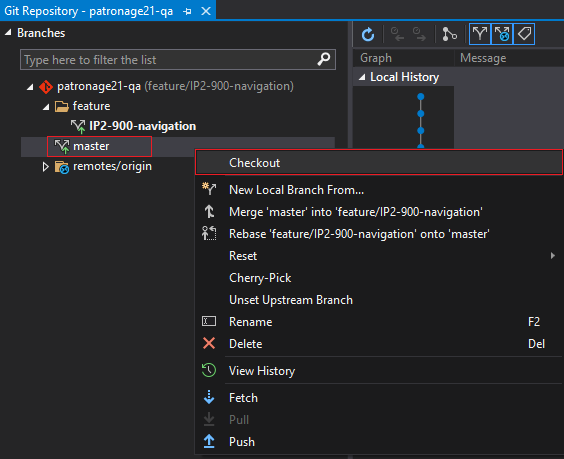 Git Repository - patronage21-qa
Branches
Type here to filter the list
Graph Message
patronage21-qa (feature/IP2-900-navigation)
Local History
feature
IP2-900-navigation
master
remotes/origin
Checkout
New Local Branch From...
Merge 'master' into 'feature/IP2-900-navigation'
Rebase 'feature/IP2-900-navigation' onto 'master'
Reset
Cherry-Pick
Unset Upstream Branch
Rename F2
Delete Del
View History
Fetch
Pull
Push